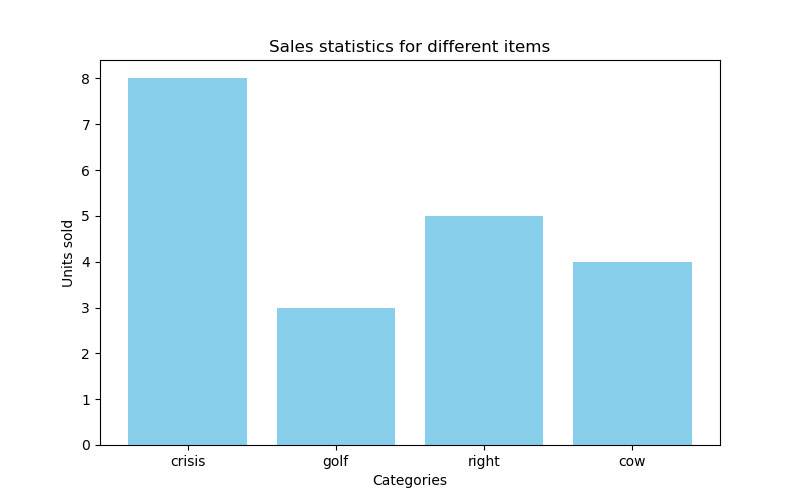 Sales statistics for different items
Units sold
8
7
6
5
4
3
2
1
0
crisis golf right cow
Categories